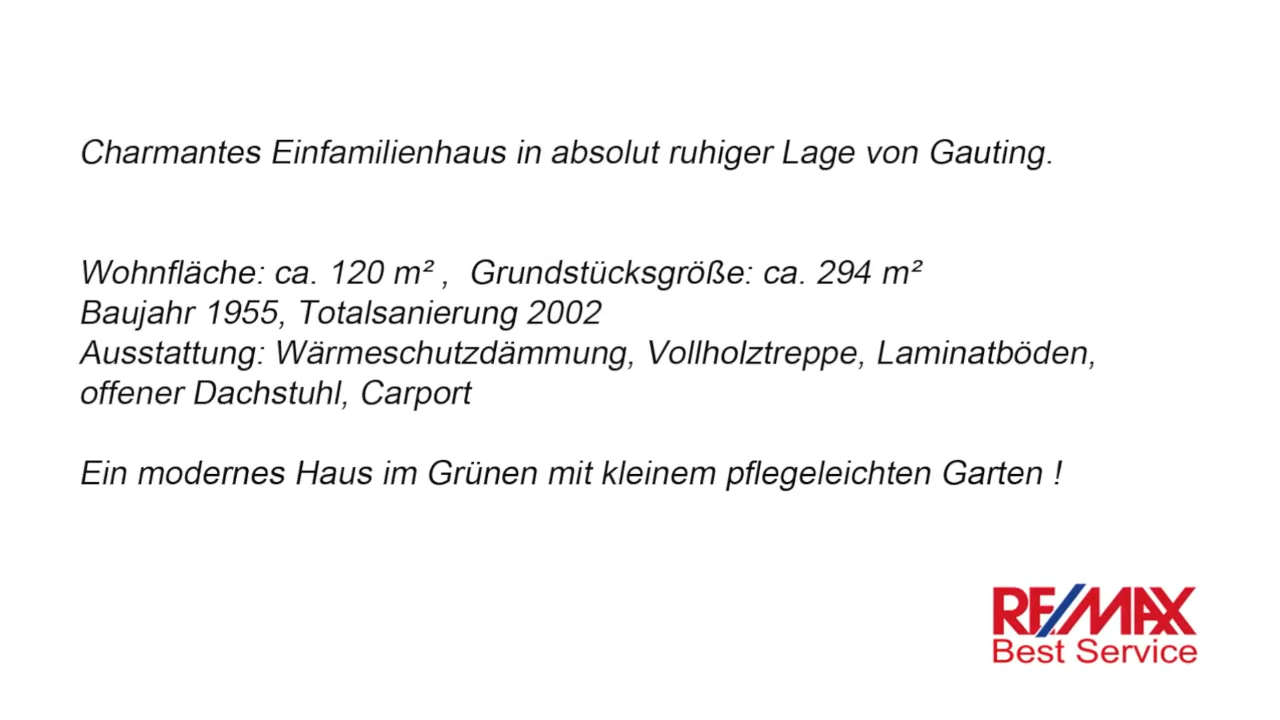 Charmantes Einfamilienhaus in absolut ruhiger Lage von Gauting.
Wohnfläche: ca. 120 m² ,  Grundstücksgröße: ca. 294 m²
Baujahr 1955, Totalsanierung 2002
Ausstattung: Wärmeschutzdämmung, Vollholztreppe, Laminatböden,
offener Dachstuhl, Carport
Ein modernes Haus im Grünen mit kleinem pflegeleichten Garten !
RE/MAX
Best Service